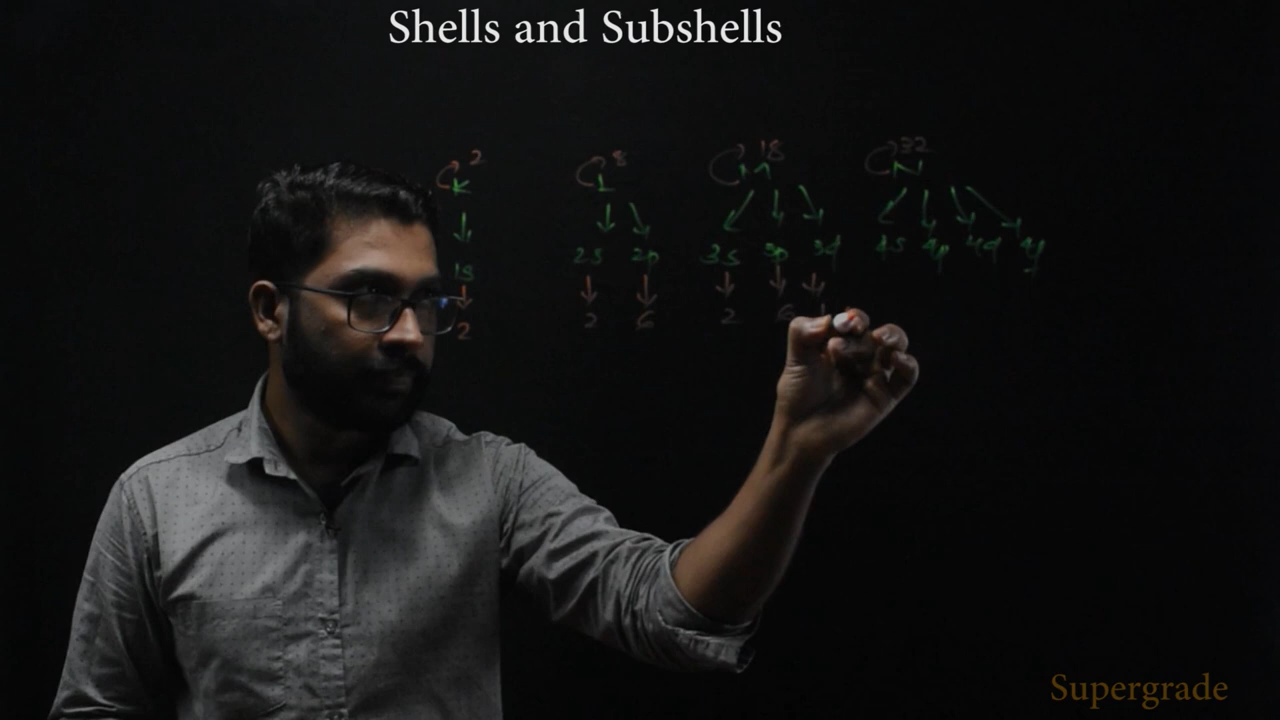 Shells and Subshells
2 8 18 32
K L M N
1s 2s 2p 3s 3p 3d 4s 4p 4d 4f
2 2 6 2 6
Supergrade